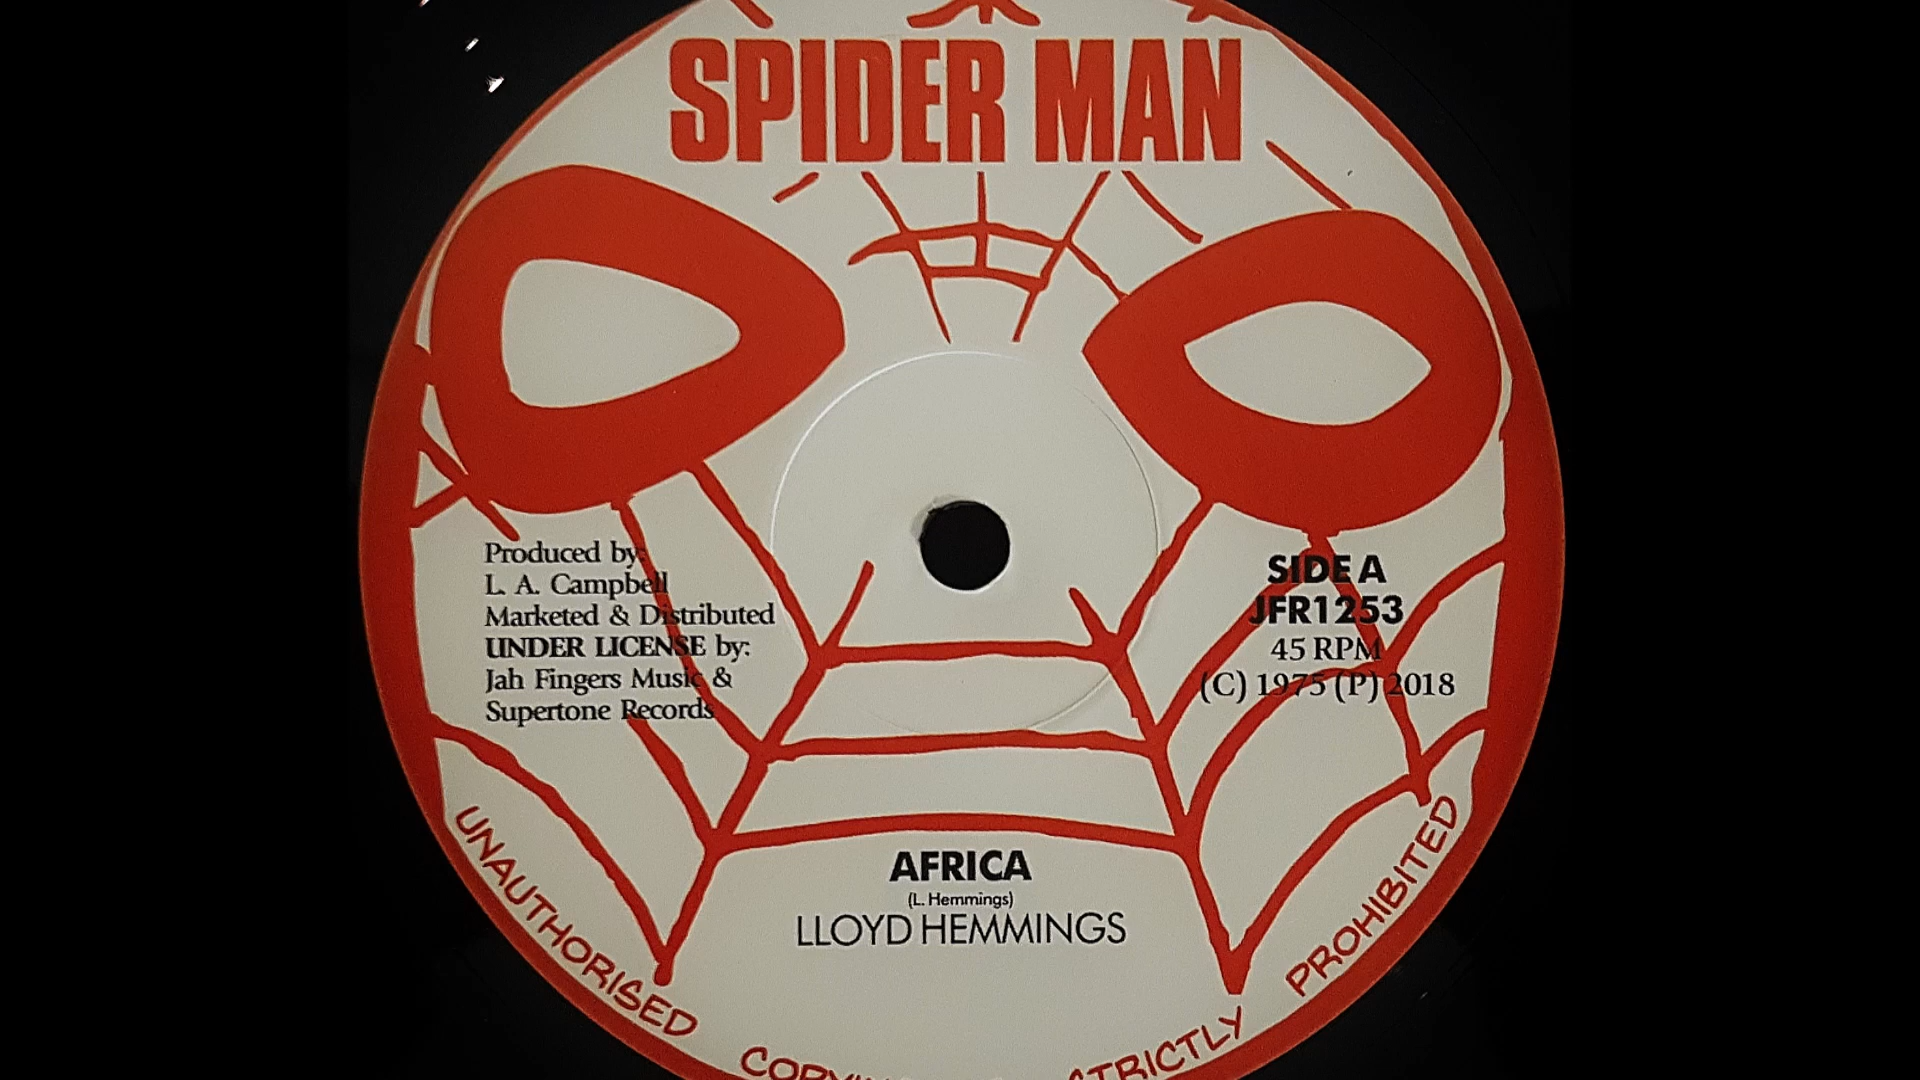 SPIDER MAN
Produced by:
L. A. Campbell
Marketed & Distributed
UNDER LICENSE by:
Jah Fingers Music &
Supertone Records
SIDE A
JFR1253
45 RPM
(C) 1975 (P) 2018
AFRICA
(L. Hemmings)
LLOYD HEMMINGS
UNAUTHORISED
STRICTLY PROHIBITED